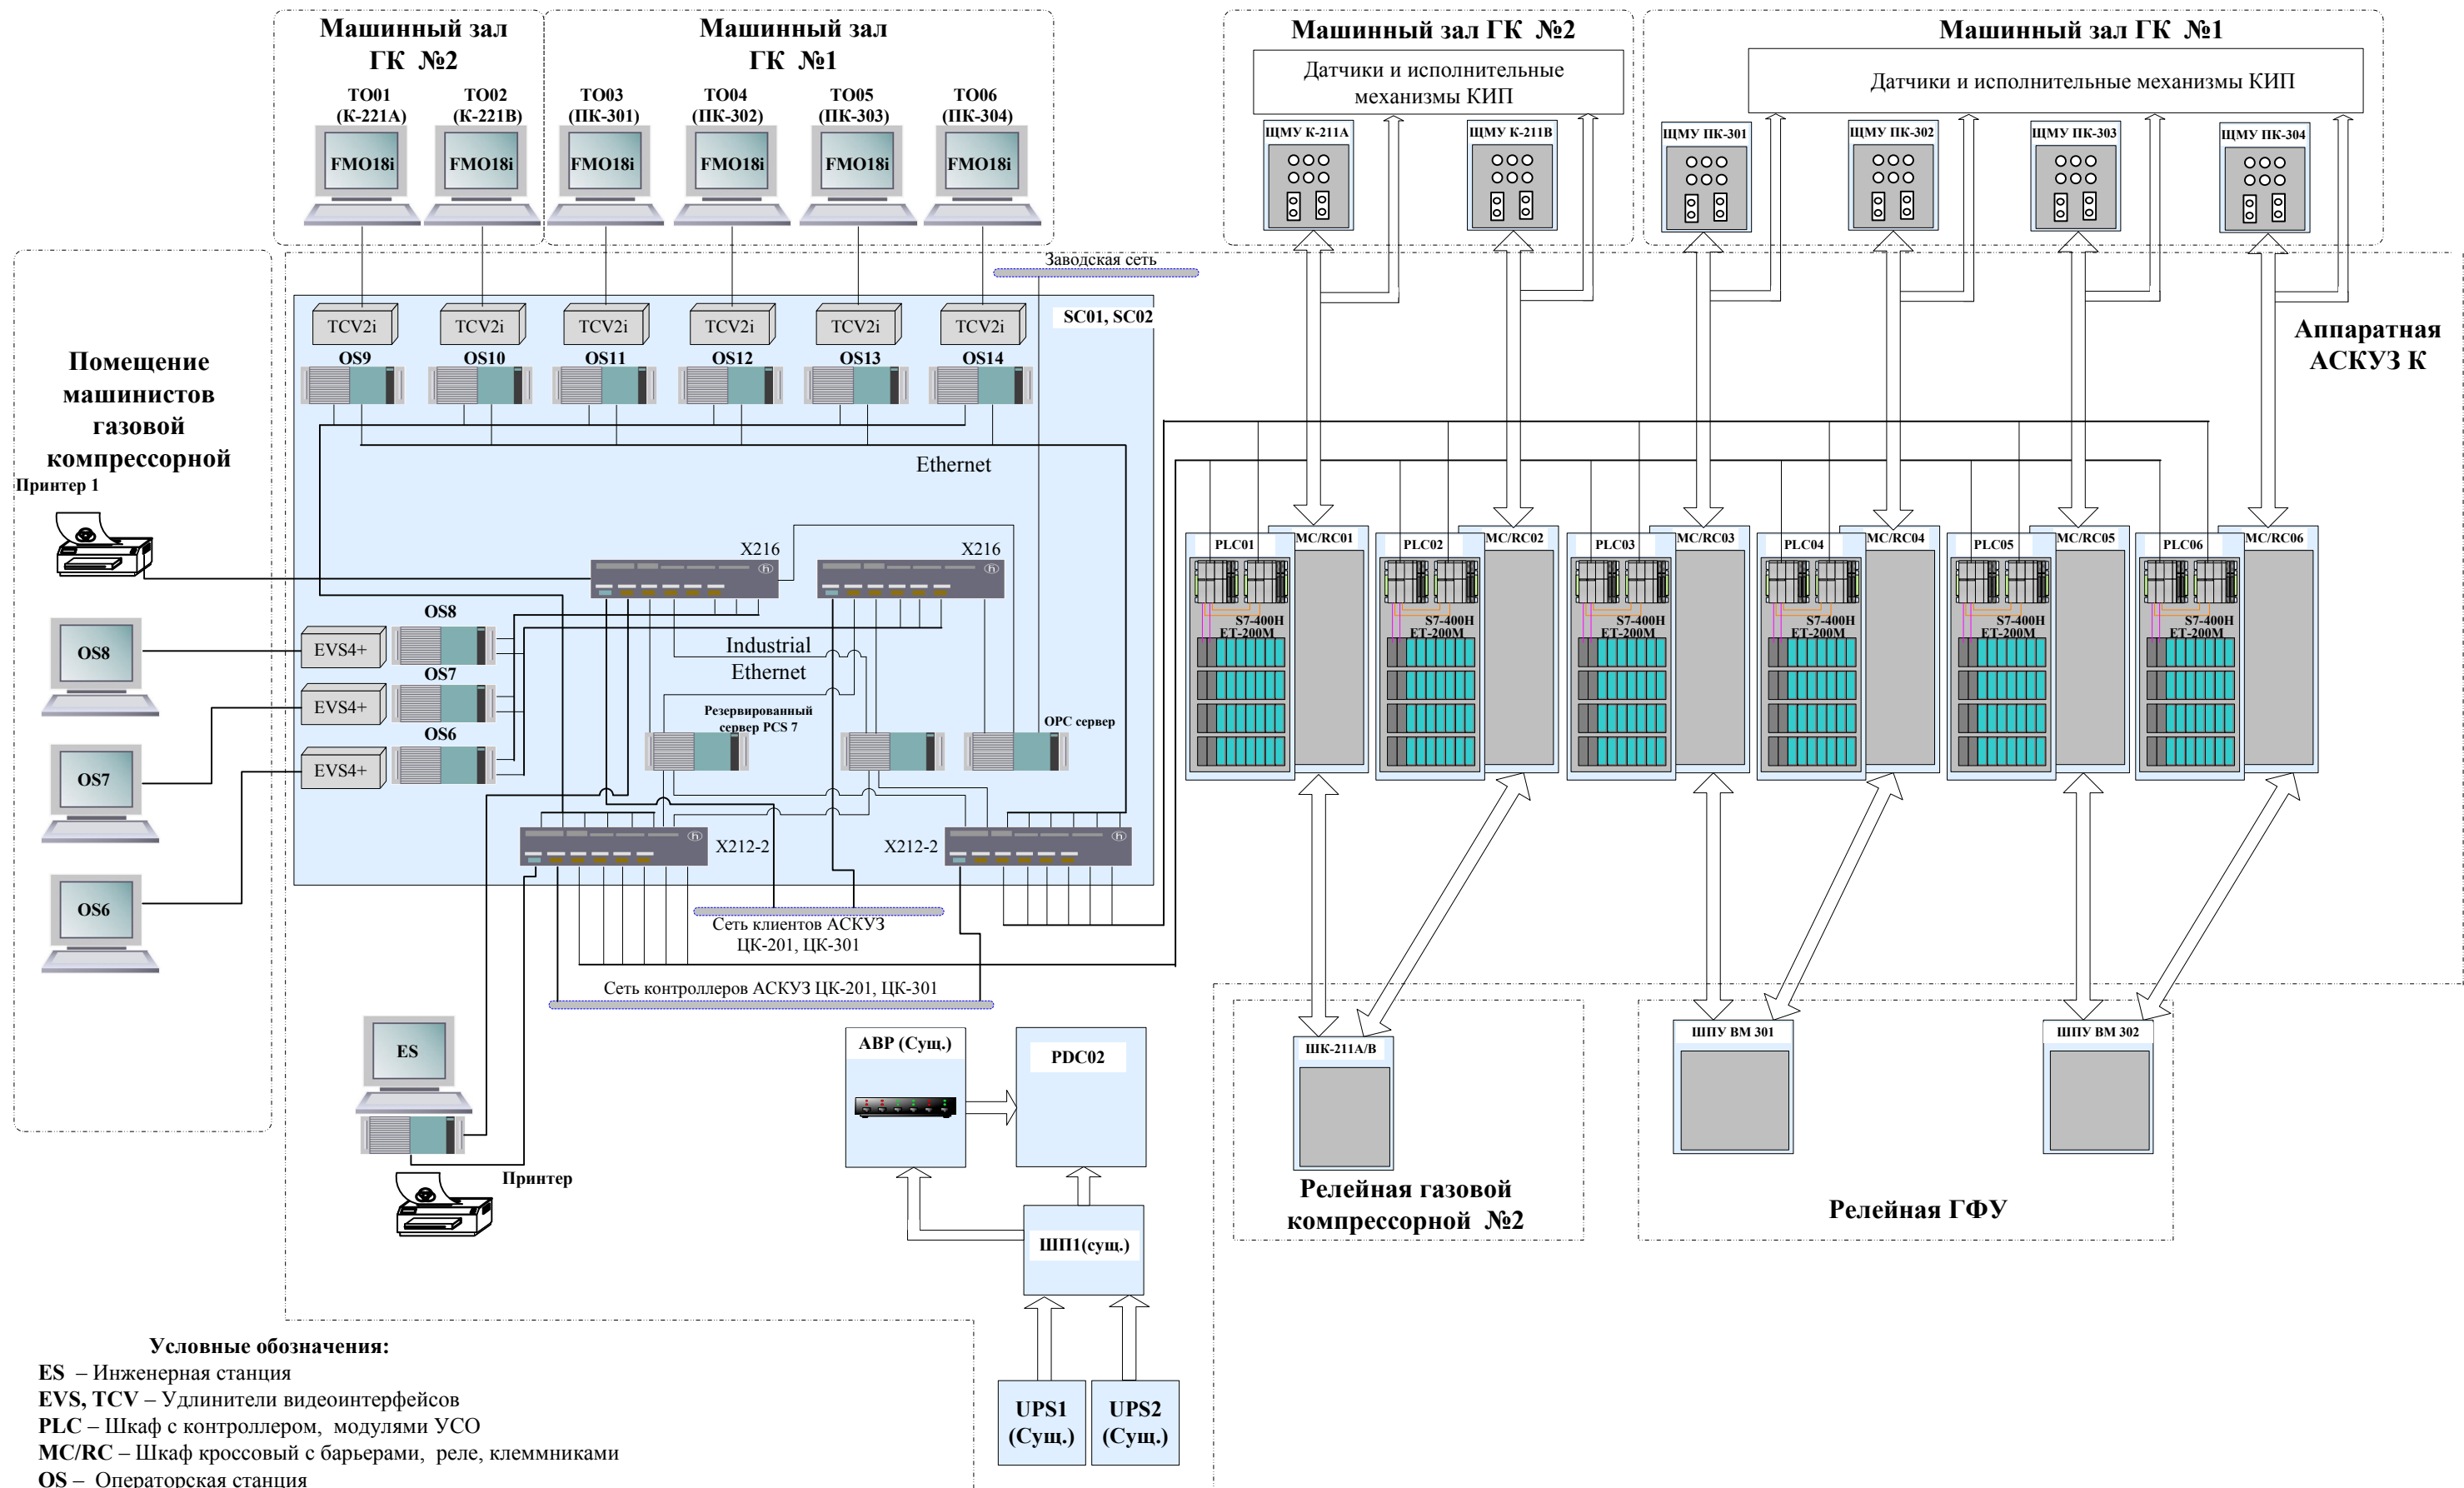 Машинный зал
ГК №2
Машинный зал
ГК №1
Машинный зал ГК №2
Машинный зал ГК №1
Датчики и исполнительные
механизмы КИП
Датчики и исполнительные механизмы КИП
ТО01
(К-221А)
ТО02
(К-221В)
ТО03
(ПК-301)
ТО04
(ПК-302)
ТО05
(ПК-303)
ТО06
(ПК-304)
FMO18i
FMO18i
FMO18i
FMO18i
FMO18i
FMO18i
ЩМУ К-211А
ЩМУ К-211В
ЩМУ ПК-301
ЩМУ ПК-302
ЩМУ ПК-303
ЩМУ ПК-304
Заводская сеть
SC01, SC02
TCV2i
TCV2i
TCV2i
TCV2i
TCV2i
TCV2i
OS9
OS10
OS11
OS12
OS13
OS14
Аппаратная
АСКУЗ К
Помещение
машинистов
газовой
компрессорной
Принтер 1
Ethernet
X216
X216
OS8
EVS4+
OS8
OS7
EVS4+
OS7
OS6
EVS4+
OS6
Industrial
Ethernet
Резервированный
сервер PCS 7
OPC сервер
X212-2
X212-2
PLC01
MC/RC01
PLC02
MC/RC02
PLC03
MC/RC03
PLC04
MC/RC04
PLC05
MC/RC05
PLC06
MC/RC06
S7-400H
ET-200M
S7-400H
ET-200M
S7-400H
ET-200M
S7-400H
ET-200M
S7-400H
ET-200M
S7-400H
ET-200M
Сеть клиентов АСКУЗ
ЦК-201, ЦК-301
Сеть контроллеров АСКУЗ ЦК-201, ЦК-301
ES
Принтер
АВР (Сущ.)
PDC02
ШП1(сущ.)
UPS1
(Сущ.)
UPS2
(Сущ.)
ШК-211А/В
Релейная газовой
компрессорной №2
ШПУ ВМ 301
ШПУ ВМ 302
Релейная ГФУ
Условные обозначения:
ES – Инженерная станция
EVS, TCV – Удлинители видеоинтерфейсов
PLC – Шкаф с контроллером, модулями УСО
MC/RC – Шкаф кроссовый с барьерами, реле, клеммниками
OS – Операторская станция